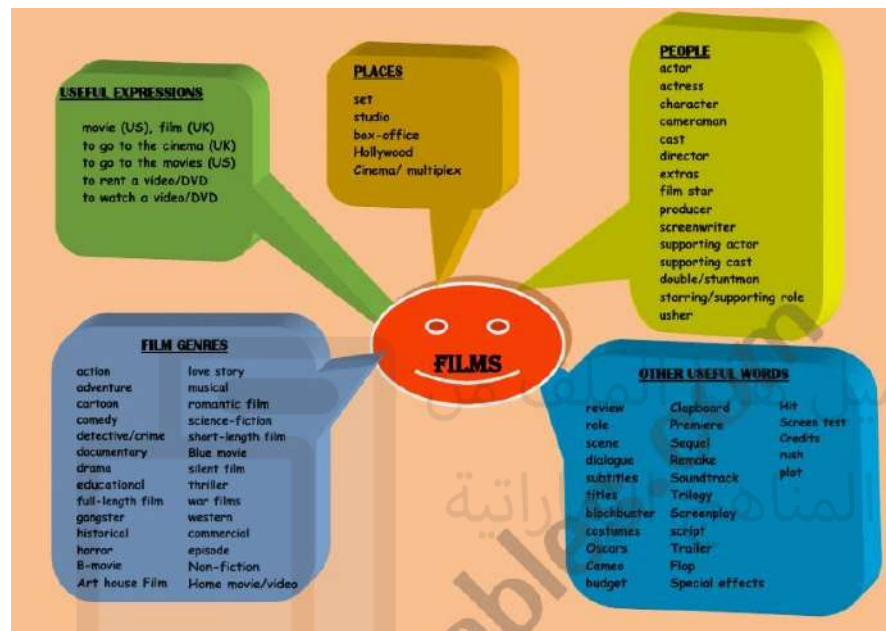 USEFUL EXPRESSIONS
movie (US), film (UK)
to go to the cinema (UK)
to go to the movies (US)
to rent a video/DVD
to watch a video/DVD
PLACES
set
studio
box-office
Hollywood
Cinema/ multiplex
PEOPLE
actor
actress
character
cameraman
cast
director
extras
film star
producer
screenwriter
supporting actor
supporting cast
double/stuntman
starring/supporting role
usher
FILMS
FILM GENRES
action
adventure
cartoon
comedy
detective/crime
documentary
drama
educational
full-length film
gangster
historical
horror
B-movie
Art house Film
love story
musical
romantic film
science-fiction
short-length film
Blue movie
silent film
thriller
war films
western
commercial
episode
Non-fiction
Home movie/video
OTHER USEFUL WORDS
review
role
scene
dialogue
subtitles
titles
blockbuster
costumes
Oscars
Cameo
budget
Clapboard
Premiere
Sequel
Remake
Soundtrack
Trilogy
Screenplay
script
Trailer
Flop
Special effects
Hit
Screen test
Credits
rush
plot